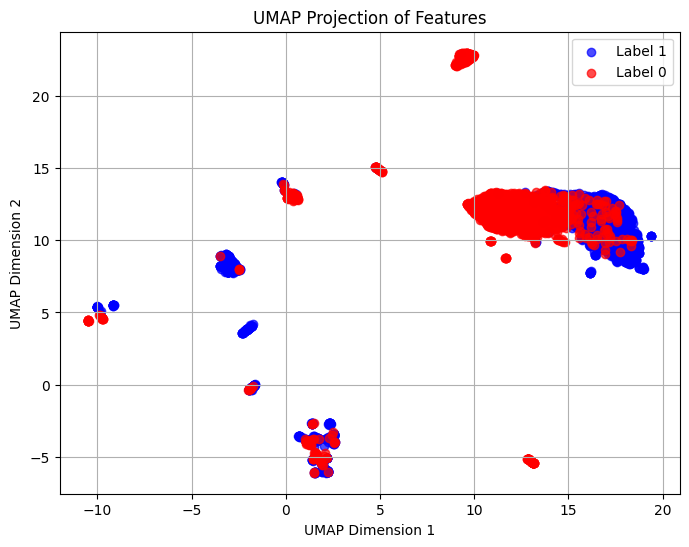 UMAP Projection of Features
Label 1
Label 0
UMAP Dimension 2
20
15
10
5
0
−5
−10
−5
0
5
10
15
20
UMAP Dimension 1